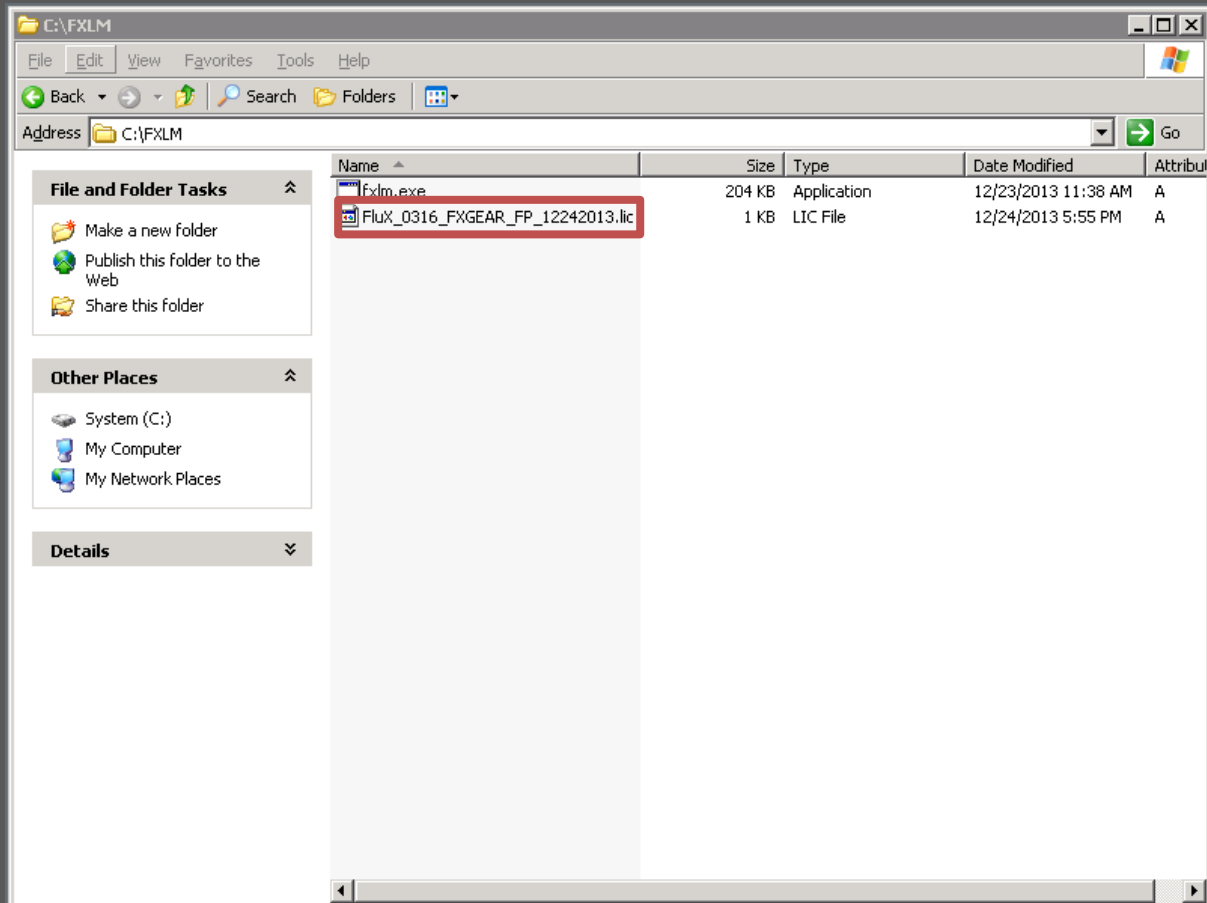 C:\FXLM
File Edit View Favorites Tools Help
Back Search Folders
Address C:\FXLM Go
Name Size Type Date Modified Attribu
File and Folder Tasks
fxlm.exe 204 KB Application 12/23/2013 11:38 AM A
FluX_0316_FXGEAR_FP_12242013.lic 1 KB LIC File 12/24/2013 5:55 PM A
Make a new folder
Publish this folder to the
Web
Share this folder
Other Places
System (C:)
My Computer
My Network Places
Details